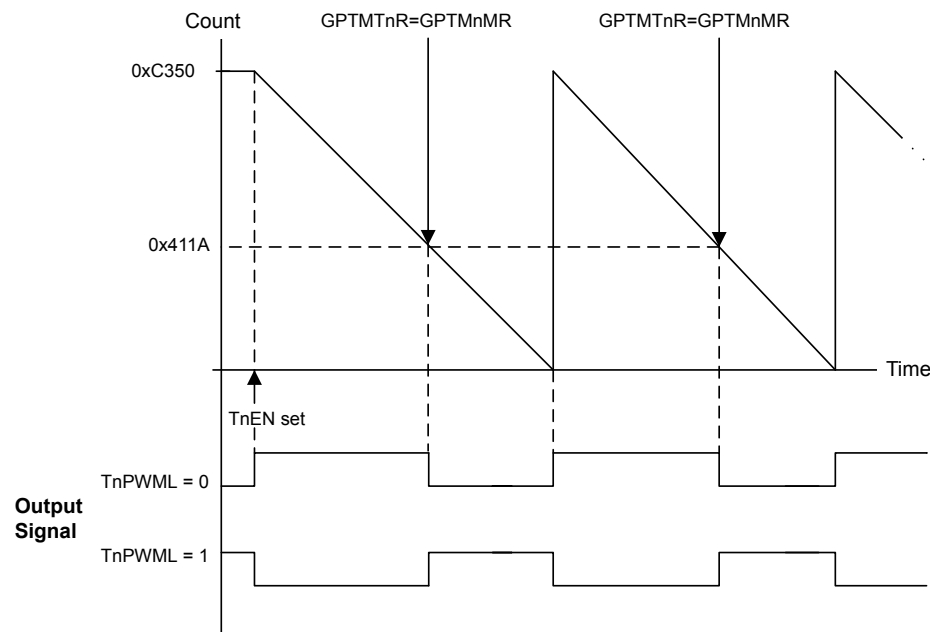 Count
GPTMTnR=GPTMnMR
GPTMTnR=GPTMnMR
0xC350
0x411A
Time
TnEN set
TnPWML = 0
Output
Signal
TnPWML = 1